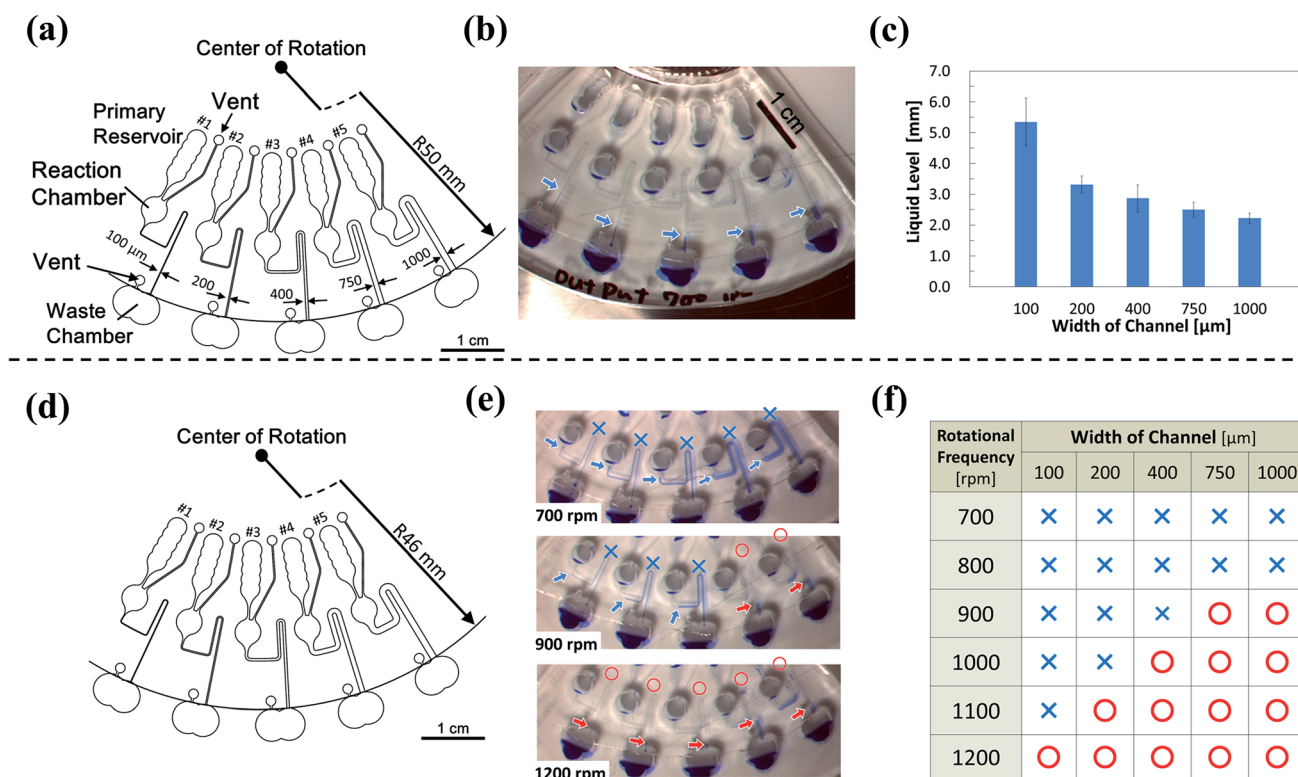 (a)
Center of Rotation
Primary
Reservoir
Vent
#1
#2
#3
#4
#5
R50 mm
Reaction
Chamber
100 μm
200
400
750
1000
Vent
Waste
Chamber
1 cm
(b)
1 cm
Out Put 700
(c)
Liquid Level [mm]
7.0
6.0
5.0
4.0
3.0
2.0
1.0
0.0
100 200 400 750 1000
Width of Channel [μm]
(d)
Center of Rotation
#1
#2
#3
#4
#5
R46 mm
1 cm
(e)
700 rpm
900 rpm
1200 rpm
(f)
Rotational
Frequency
[rpm]
Width of Channel [μm]
100 200 400 750 1000
700 × × × × ×
800 × × × × ×
900 × × × ○ ○
1000 × × ○ ○ ○
1100 × ○ ○ ○ ○
1200 ○ ○ ○ ○ ○